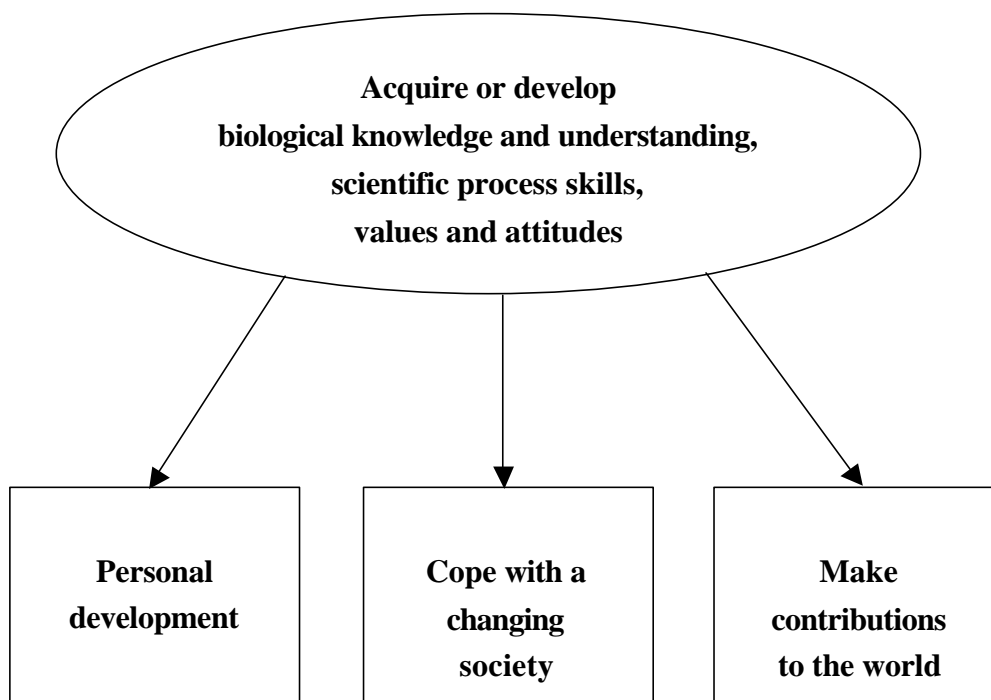 Acquire or develop
biological knowledge and understanding,
scientific process skills,
values and attitudes
Personal
development
Cope with a
changing
society
Make
contributions
to the world